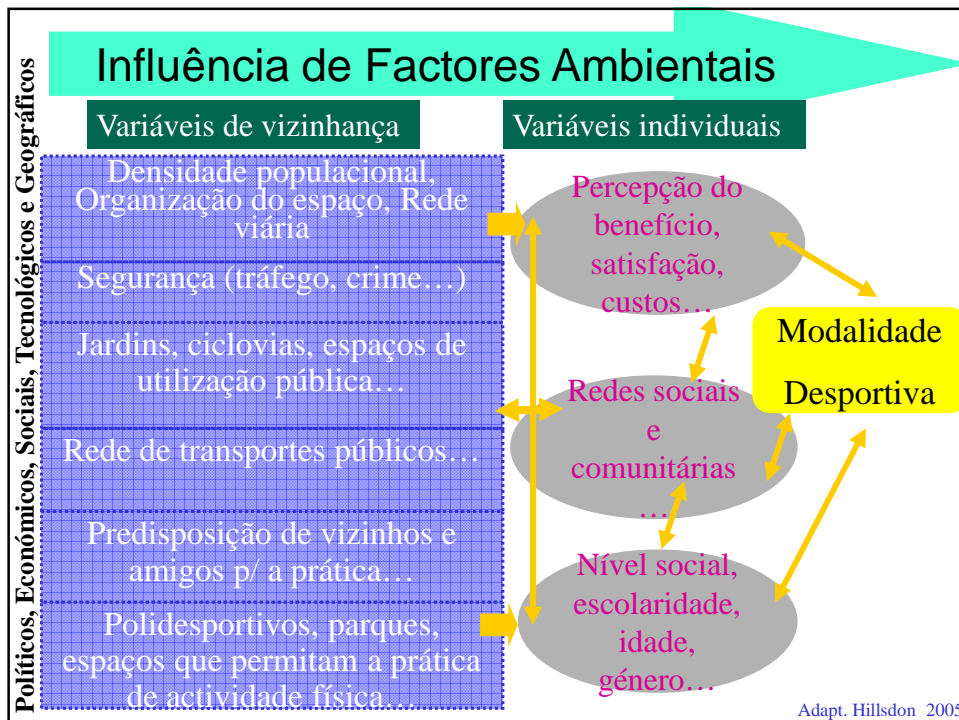 Influência de Factores Ambientais
Políticos, Económicos, Sociais, Tecnológicos e Geográficos
Variáveis de vizinhança
Densidade populacional,
Organização do espaço, Rede
viária
Segurança (tráfego, crime…)
Jardins, ciclovias, espaços de
utilização pública…
Rede de transportes públicos…
Predisposição de vizinhos e
amigos p/ a prática…
Polidesportivos, parques,
espaços que permitam a prática
de actividade física…
Variáveis individuais
Percepção do
benefício,
satisfação,
custos…
Redes sociais
e
comunitárias
…
Nível social,
escolaridade,
idade,
género…
Modalidade
Desportiva
Adapt. Hillsdon 2005